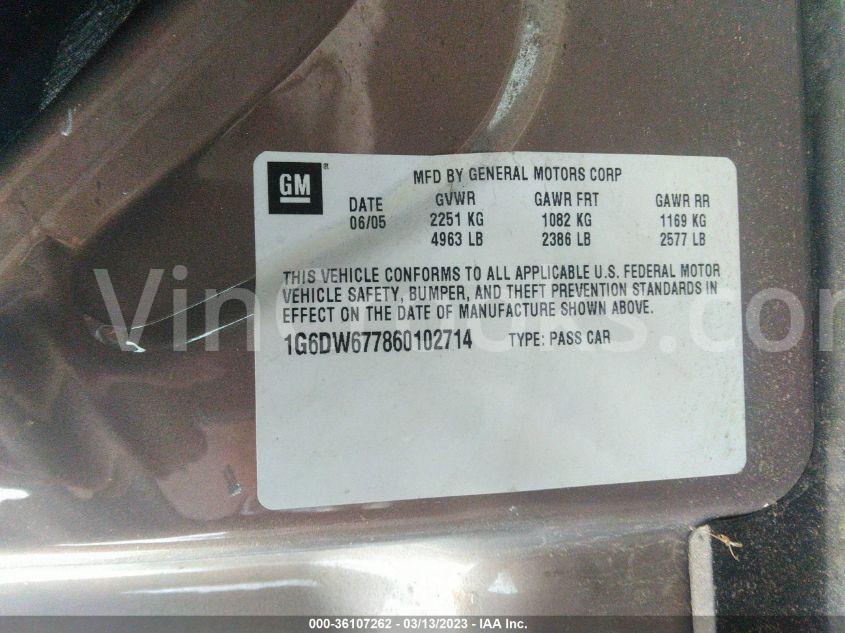 GM®
MFD BY GENERAL MOTORS CORP
DATE GVWR GAWR FRT GAWR RR
06/05 2251 KG 1082 KG 1169 KG
4963 LB 2386 LB 2577 LB
THIS VEHICLE CONFORMS TO ALL APPLICABLE U.S. FEDERAL MOTOR
VEHICLE SAFETY, BUMPER, AND THEFT PREVENTION STANDARDS IN
EFFECT ON THE DATE OF MANUFACTURE SHOWN ABOVE.
1G6DW677860102714 TYPE: PASS CAR
000-36107262 - 03/13/2023 - IAA Inc.